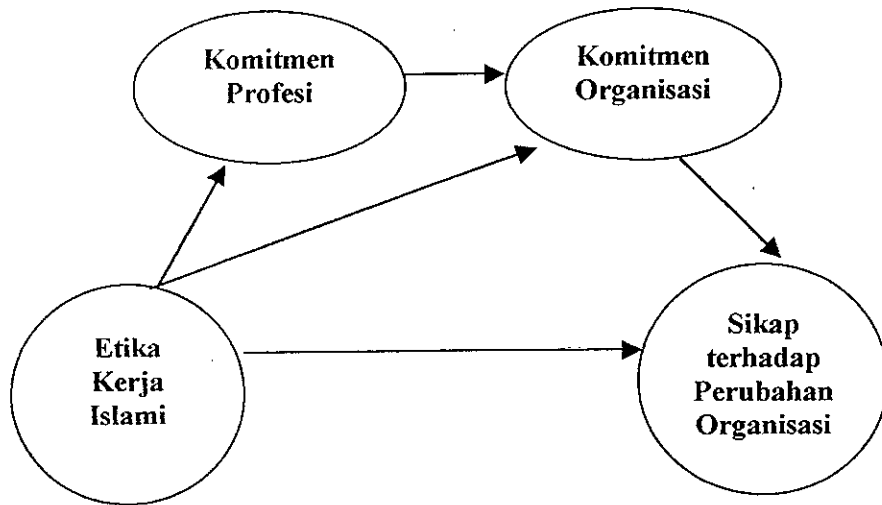 Komitmen
Profesi
Komitmen
Organisasi
Etika
Kerja
Islami
Sikap
terhadap
Perubahan
Organisasi